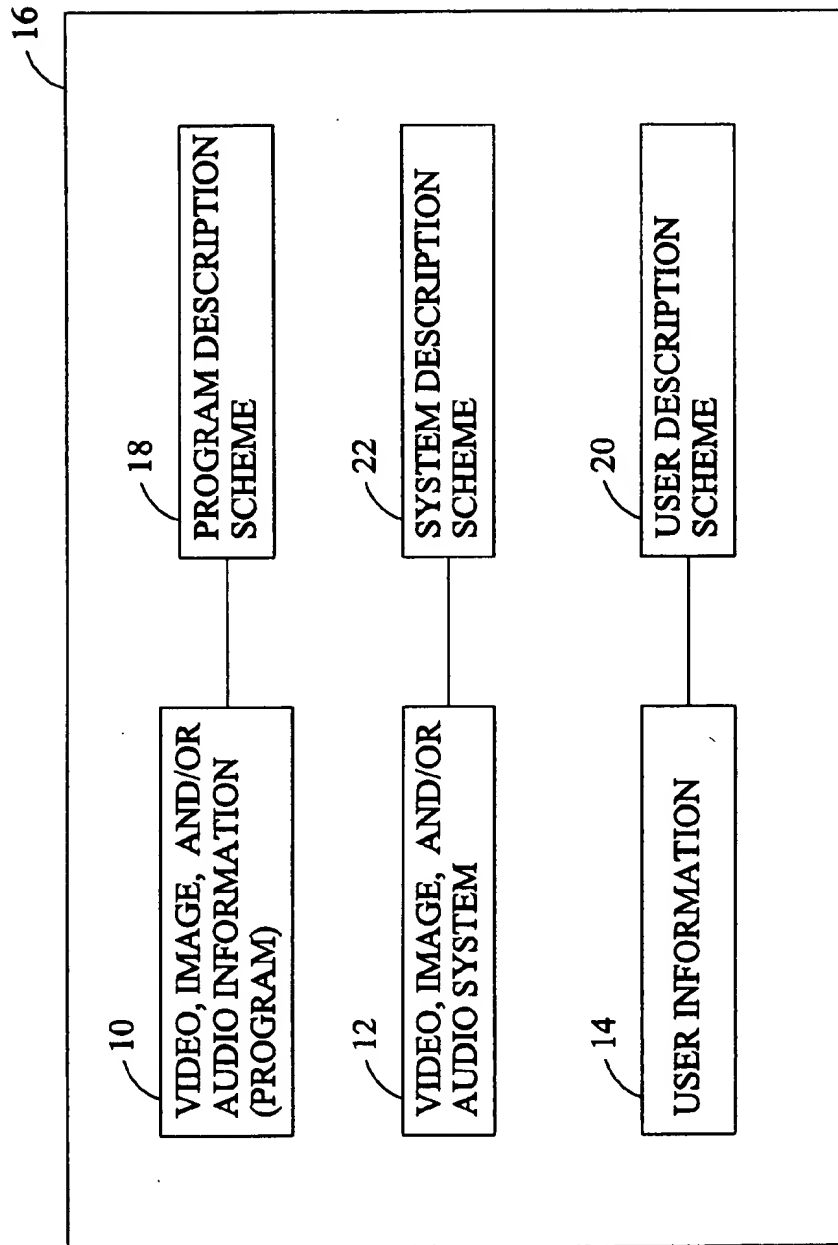 16
10
VIDEO, IMAGE, AND/OR
AUDIO INFORMATION
(PROGRAM)
18
PROGRAM DESCRIPTION
SCHEME
12
VIDEO, IMAGE, AND/OR
AUDIO SYSTEM
22
SYSTEM DESCRIPTION
SCHEME
14
USER INFORMATION
20
USER DESCRIPTION
SCHEME